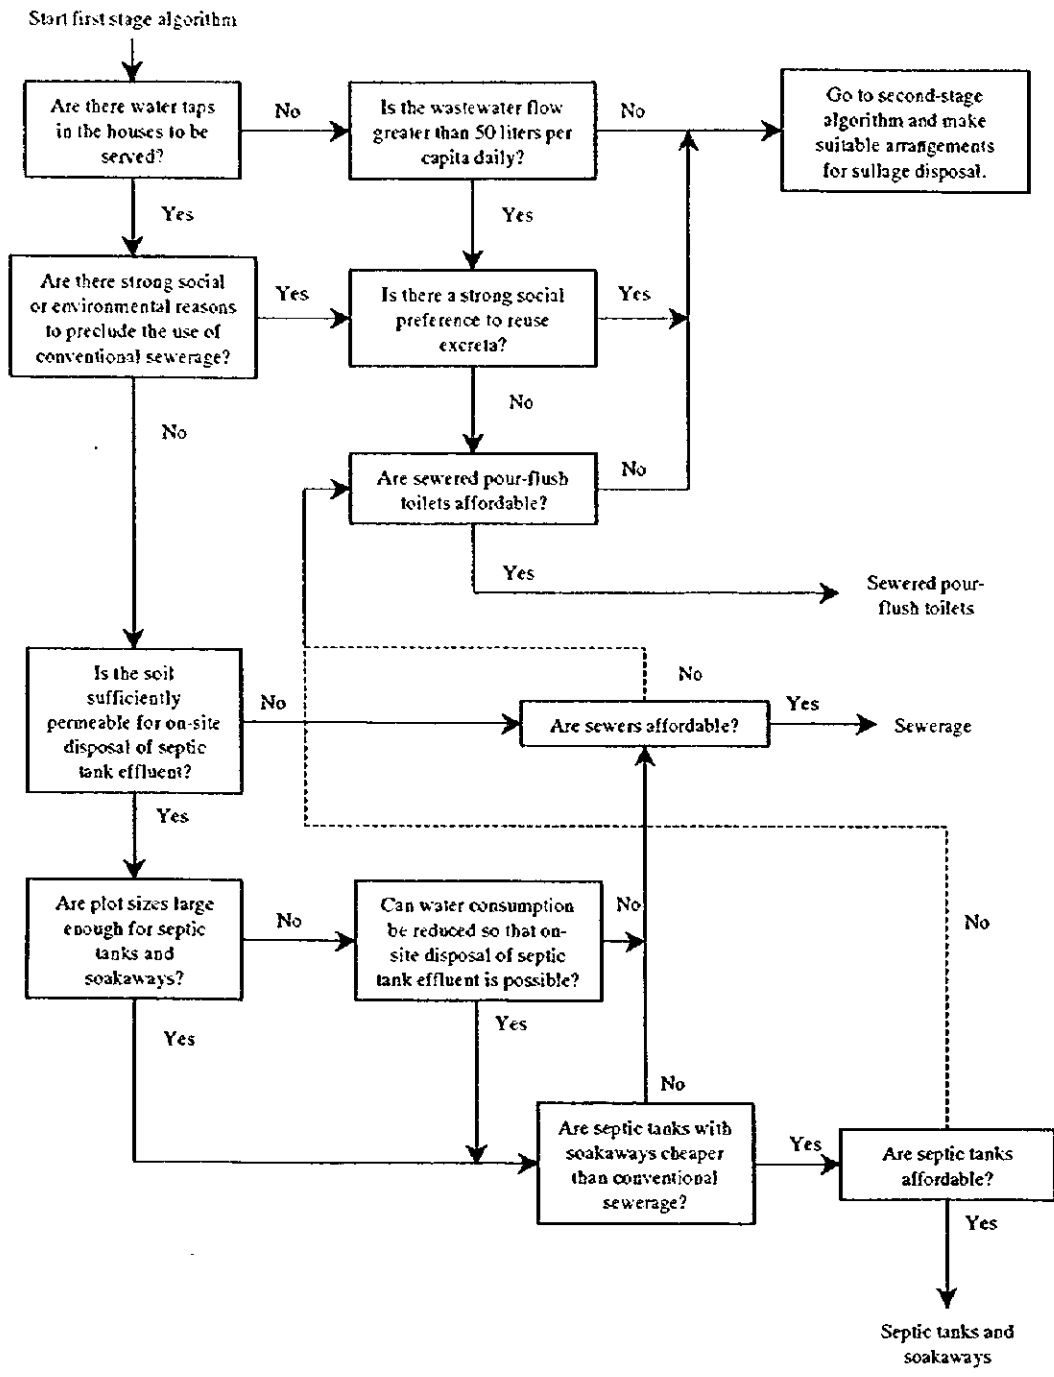 Start first stage algorithm
Are there water taps
in the houses to be
served?
No
Is the wastewater flow
greater than 50 liters per
capita daily?
No
Go to second-stage
algorithm and make
suitable arrangements
for sullage disposal.
Yes
Yes
Are there strong social
or environmental reasons
to preclude the use of
conventional sewerage?
Yes
Is there a strong social
preference to reuse
excreta?
Yes
No
No
Are sewered pour-flush
toilets affordable?
No
Yes
Sewered pour-
flush toilets
Is the soil
sufficiently
permeable for on-site
disposal of septic
tank effluent?
No
No
Are sewers affordable?
Yes
Sewerage
Yes
Are plot sizes large
enough for septic
tanks and
soakaways?
No
Can water consumption
be reduced so that on-
site disposal of septic
tank effluent is possible?
No
No
Yes
Yes
No
Are septic tanks with
soakaways cheaper
than conventional
sewerage?
Yes
Are septic tanks
affordable?
Yes
Septic tanks and
soakaways